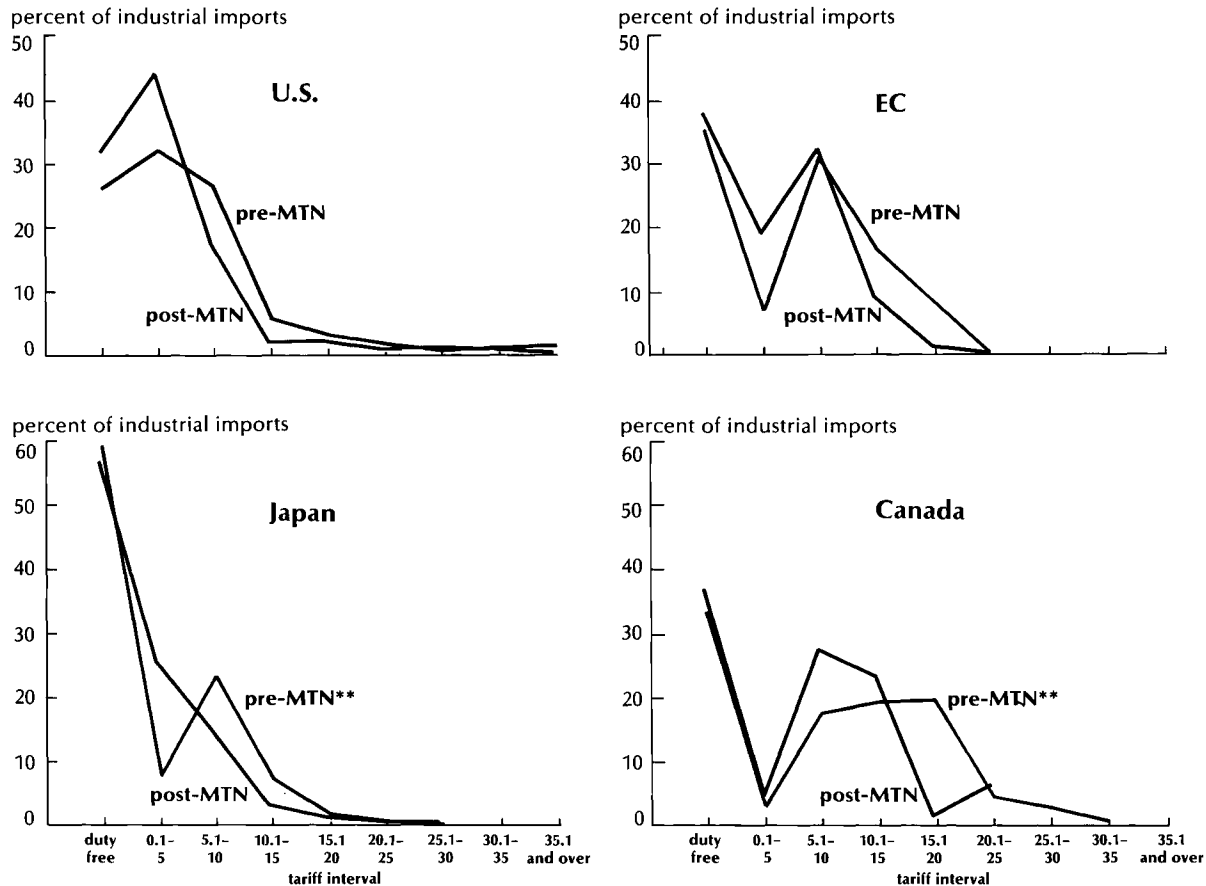 percent of industrial imports
50
40
30
20
10
0
U.S.
pre-MTN
post-MTN
percent of industrial imports
50
40
30
20
10
0
EC
pre-MTN
post-MTN
percent of industrial imports
60
50
40
30
20
10
0
Japan
pre-MTN**
post-MTN
duty free
0.1– 5
5.1– 10
10.1– 15
15.1 20
20.1– 25
25.1– 30
30.1– 35
35.1 and over
tariff interval
percent of industrial imports
60
50
40
30
20
10
0
Canada
pre-MTN**
post-MTN
duty free
0.1– 5
5.1– 10
10.1– 15
15.1 20
20.1– 25
25.1– 30
30.1– 35
35.1 and over
tariff interval